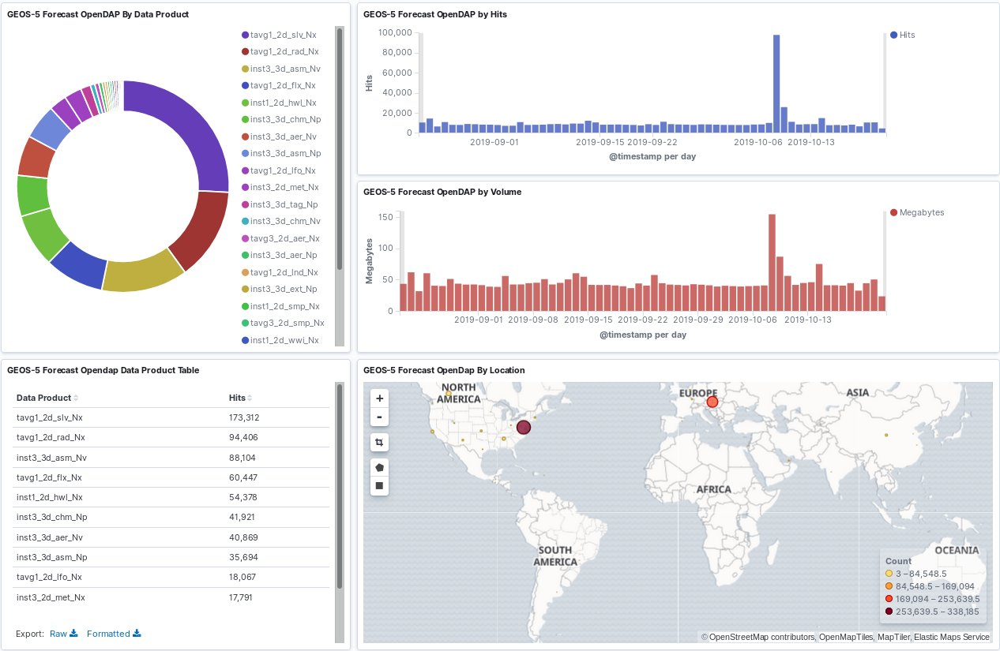 GEOS-5 Forecast OpenDAP By Data Product
tavg1_2d_slv_Nx
tavg1_2d_rad_Nx
inst3_3d_asm_Nv
tavg1_2d_flx_Nx
inst1_2d_hwl_Nx
inst3_3d_chm_Np
inst3_3d_aer_Nv
inst3_3d_asm_Np
tavg1_2d_lfo_Nx
inst3_2d_met_Nx
inst3_3d_tag_Np
inst3_3d_chm_Nv
tavg3_2d_aer_Nx
inst3_3d_aer_Np
tavg1_2d_lnd_Nx
inst3_3d_ext_Np
inst1_2d_smp_Nx
tavg3_2d_smp_Nx
inst1_2d_wwi_Nx
GEOS-5 Forecast OpenDAP by Hits
100,000
80,000
60,000
40,000
20,000
0
Hits
2019-09-01 2019-09-15 2019-09-22 2019-10-06 2019-10-13
@timestamp per day
Hits
GEOS-5 Forecast OpenDAP by Volume
150
100
50
0
Megabytes
2019-09-01 2019-09-08 2019-09-15 2019-09-22 2019-09-29 2019-10-06 2019-10-13
@timestamp per day
Megabytes
GEOS-5 Forecast Opendap Data Product Table
Data Product Hits
tavg1_2d_slv_Nx 173,312
tavg1_2d_rad_Nx 94,406
inst3_3d_asm_Nv 88,104
tavg1_2d_flx_Nx 60,447
inst1_2d_hwl_Nx 54,378
inst3_3d_chm_Np 41,921
inst3_3d_aer_Nv 40,869
inst3_3d_asm_Np 35,694
tavg1_2d_lfo_Nx 18,067
inst3_2d_met_Nx 17,791
Export: Raw Formatted
GEOS-5 Forecast OpenDap By Location
+
-
NORTH
AMERICA
EUROPE
ASIA
AFRICA
SOUTH
AMERICA
OCEANIA
Count
3 – 84,548.5
84,548.5 – 169,094
169,094 – 253,639.5
253,639.5 – 338,185
© OpenStreetMap contributors, OpenMapTiles, MapTiler, Elastic Maps Service